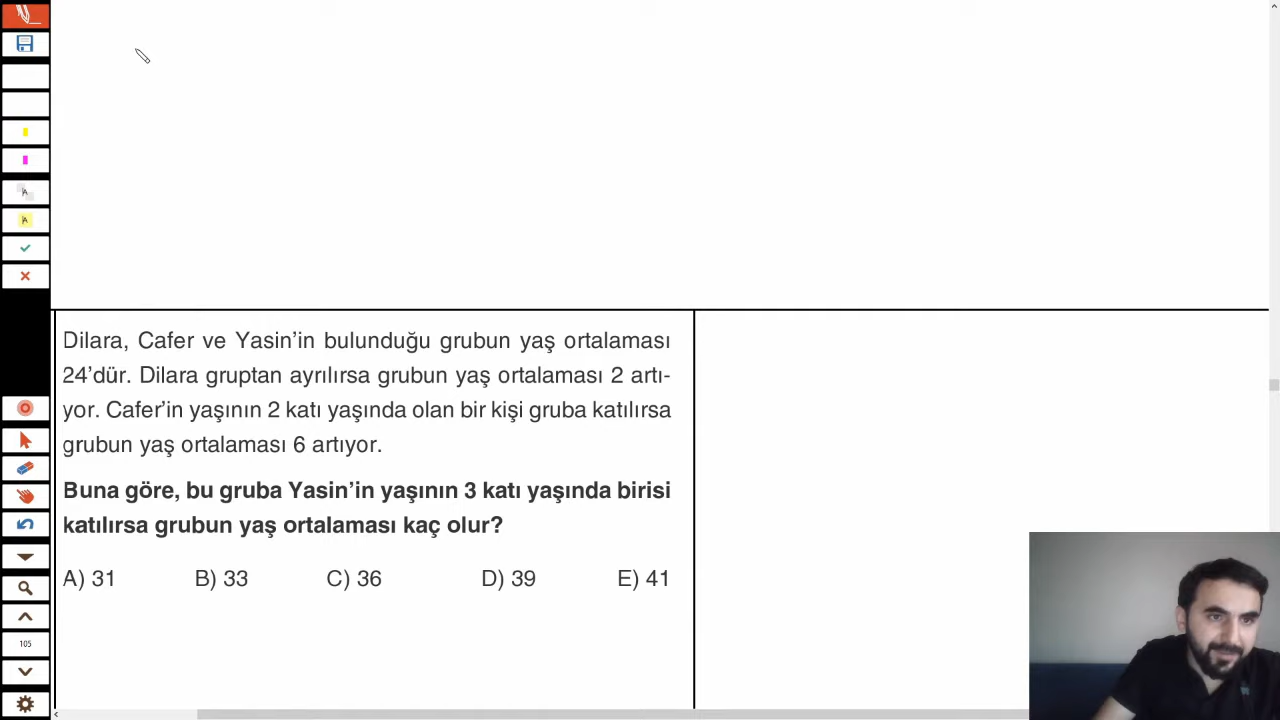 Dilara, Cafer ve Yasin'in bulunduğu grubun yaş ortalaması
24'dür. Dilara gruptan ayrılırsa grubun yaş ortalaması 2 artı-
yor. Cafer'in yaşının 2 katı yaşında olan bir kişi gruba katılırsa
grubun yaş ortalaması 6 artıyor.
Buna göre, bu gruba Yasin'in yaşının 3 katı yaşında birisi
katılırsa grubun yaş ortalaması kaç olur?
A) 31 B) 33 C) 36 D) 39 E) 41
A
A
105